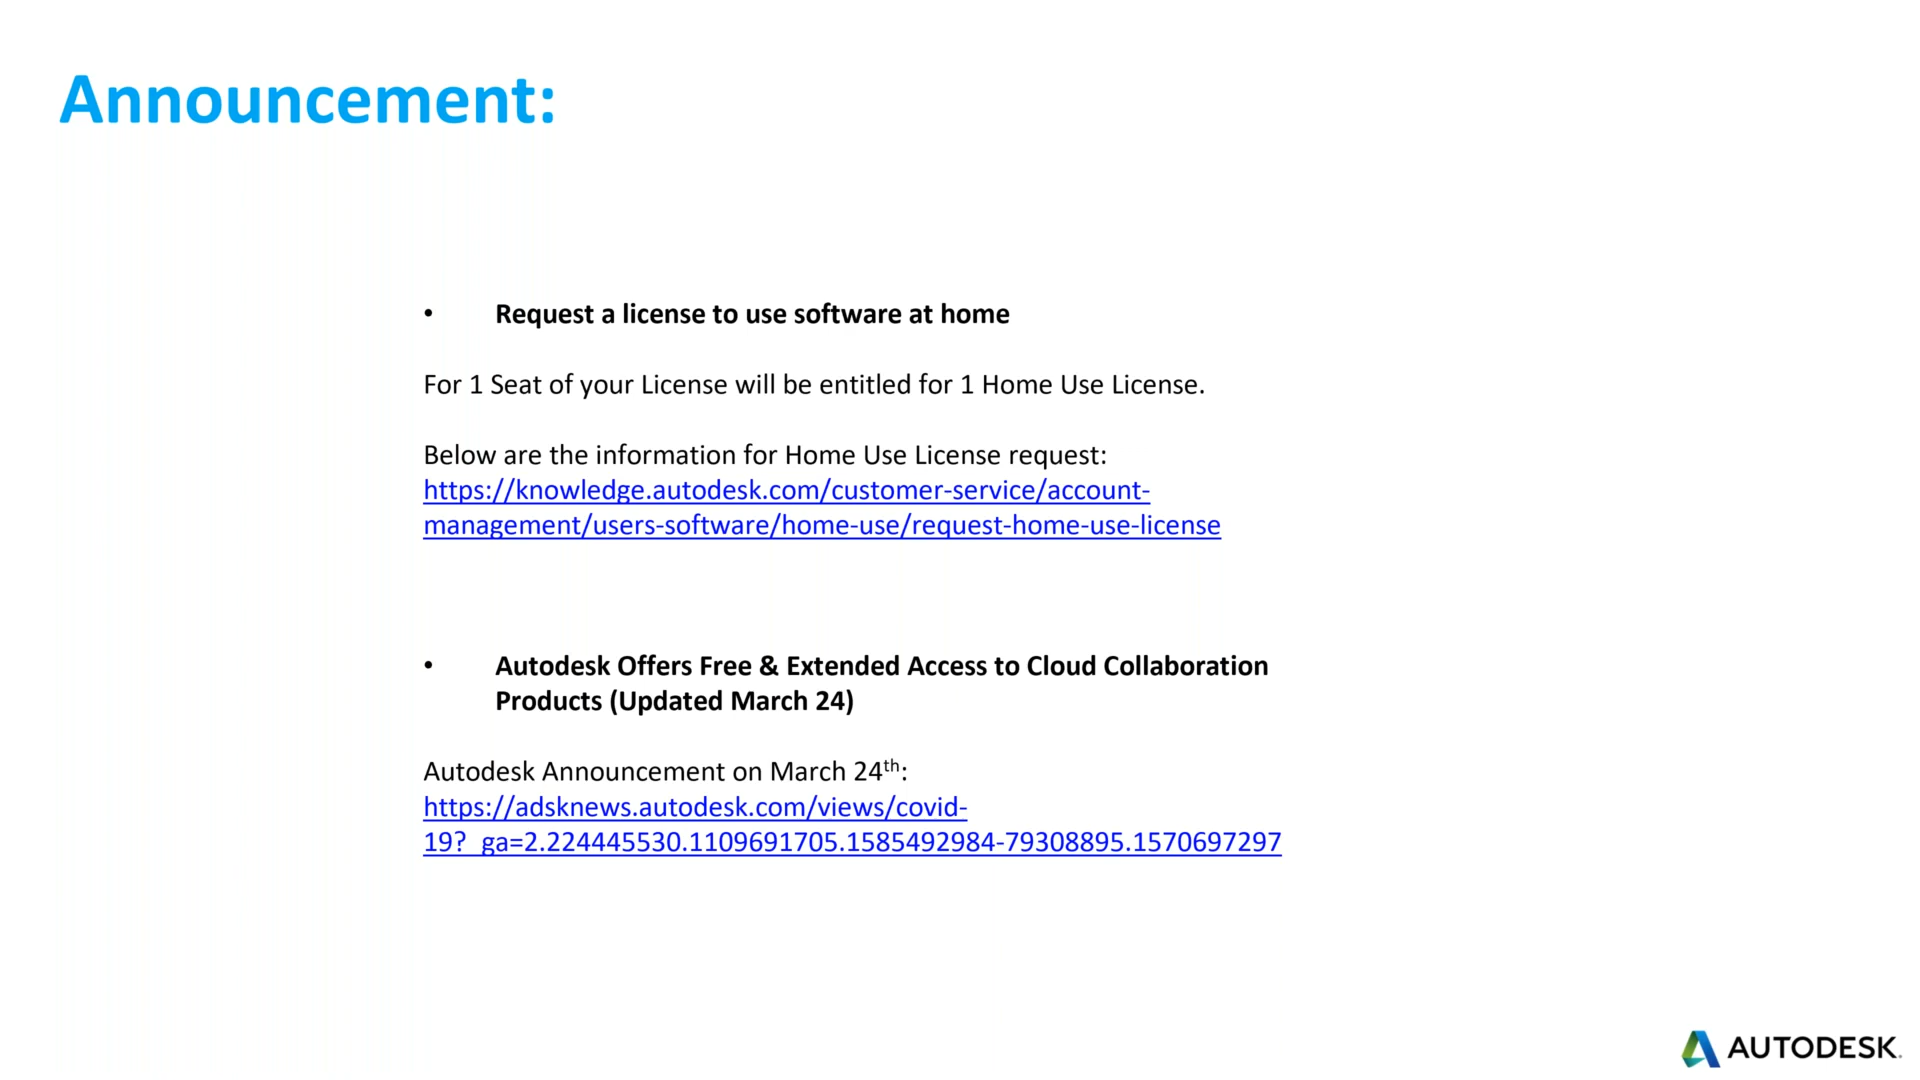 Announcement:
• Request a license to use software at home
For 1 Seat of your License will be entitled for 1 Home Use License.
Below are the information for Home Use License request:
https://knowledge.autodesk.com/customer-service/account-
management/users-software/home-use/request-home-use-license
• Autodesk Offers Free & Extended Access to Cloud Collaboration
Products (Updated March 24)
Autodesk Announcement on March 24th:
https://adsknews.autodesk.com/views/covid-
19?_ga=2.224445530.1109691705.1585492984-79308895.1570697297
AUTODESK.